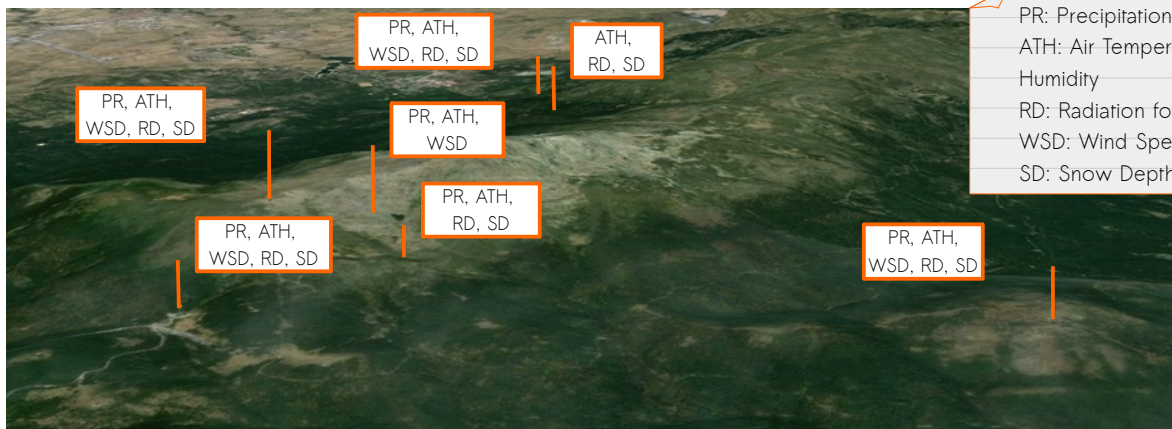 PR, ATH,
WSD, RD, SD
ATH,
RD, SD
PR, ATH,
WSD, RD, SD
PR, ATH,
WSD
PR, ATH,
RD, SD
PR, ATH,
WSD, RD, SD
PR, ATH,
WSD, RD, SD
PR: Precipitation
ATH: Air Temper
Humidity
RD: Radiation fo
WSD: Wind Spe
SD: Snow Depth